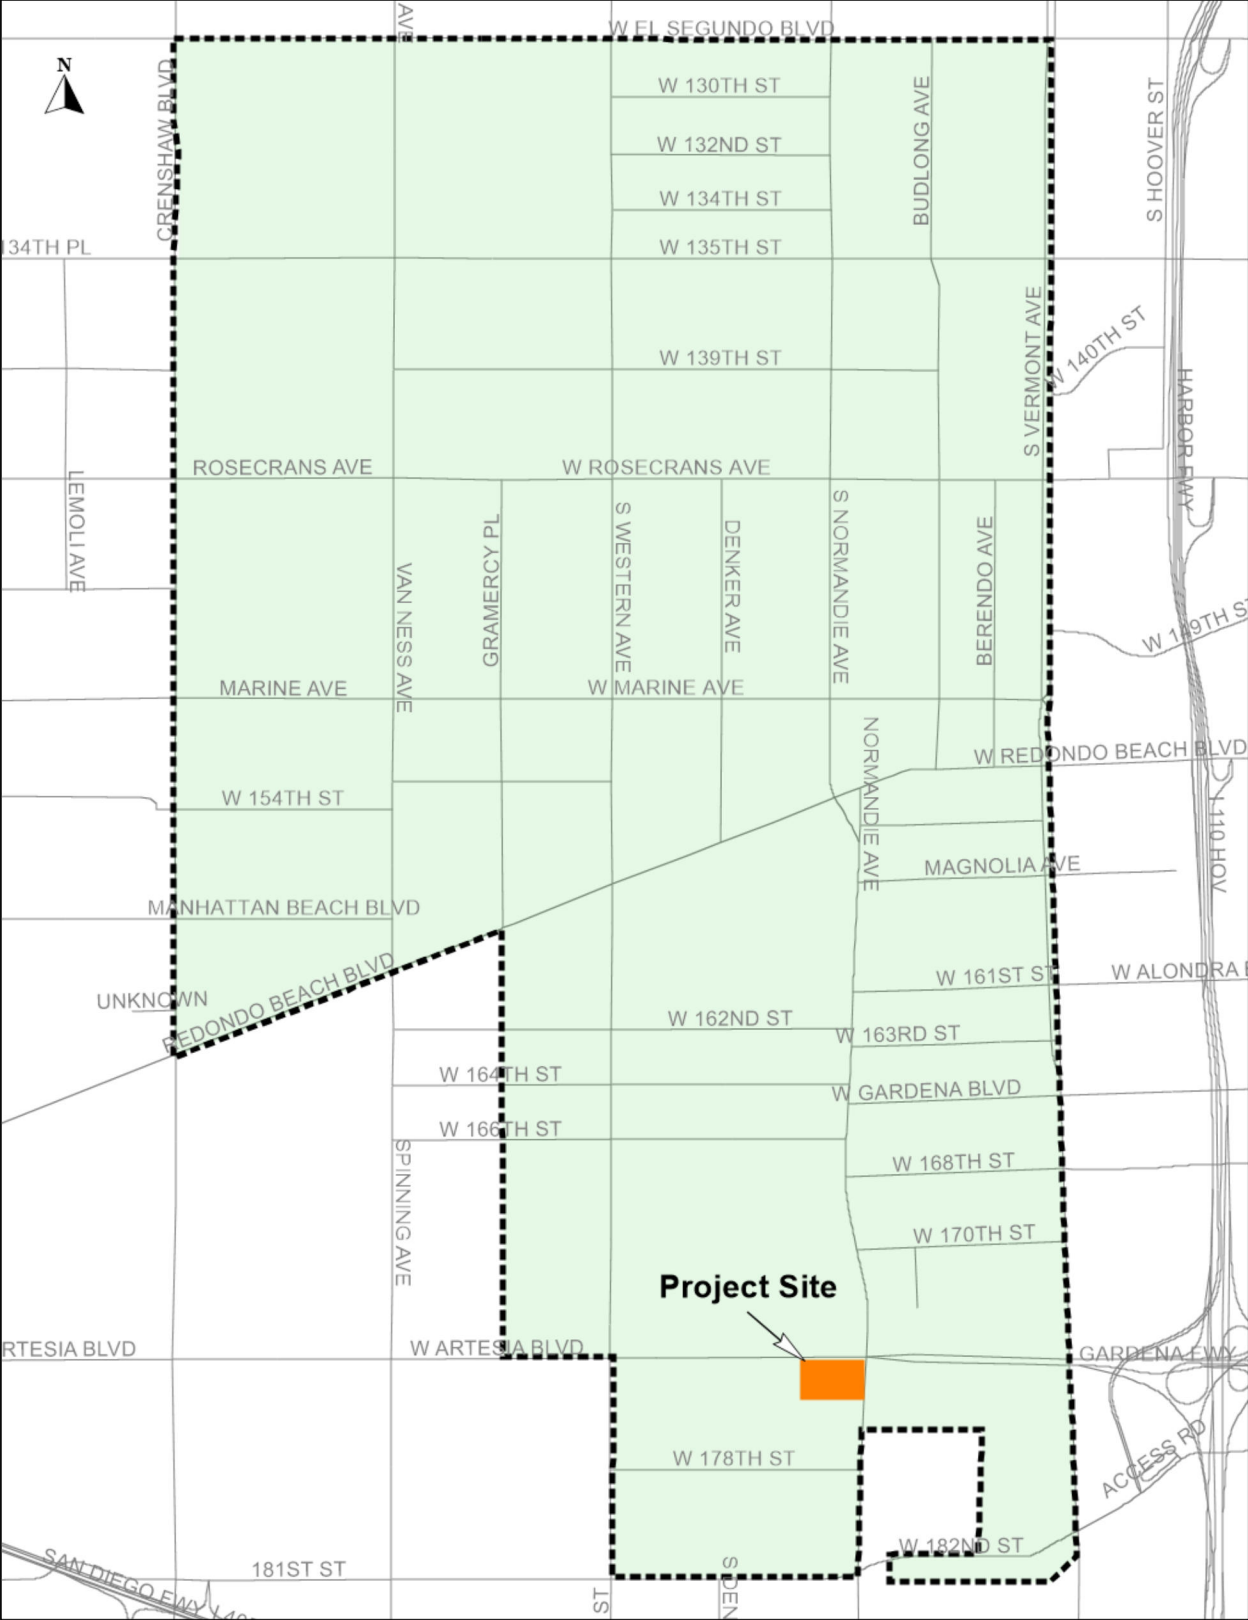 AVE
W EL SEGUNDO BLVD
N
CRENSHAW BLVD
W 130TH ST
BUDLONG AVE
S HOOVER ST
W 132ND ST
W 134TH ST
34TH PL
W 135TH ST
S VERMONT AVE
W 140TH ST
W 139TH ST
HARBOR FWY
ROSECRANS AVE
W ROSECRANS AVE
LEMOLI AVE
VAN NESS AVE
GRAMERCY PL
S WESTERN AVE
DENKER AVE
S NORMANDIE AVE
BERENDO AVE
W 149TH ST
MARINE AVE
W MARINE AVE
NORMANDIE AVE
W REDONDO BEACH BLVD
W 154TH ST
I 110 HOV
MAGNOLIA AVE
MANHATTAN BEACH BLVD
REDONDO BEACH BLVD
W 161ST ST
W ALONDRA B
UNKNOWN
W 162ND ST
W 163RD ST
W 164TH ST
W GARDENA BLVD
W 166TH ST
SPINNING AVE
W 168TH ST
W 170TH ST
Project Site
RTESIA BLVD
W ARTESIA BLVD
GARDENA FWY
W 178TH ST
ACCESS RD
W 182ND ST
SAN DIEGO FWY
181ST ST
ST
S DEN